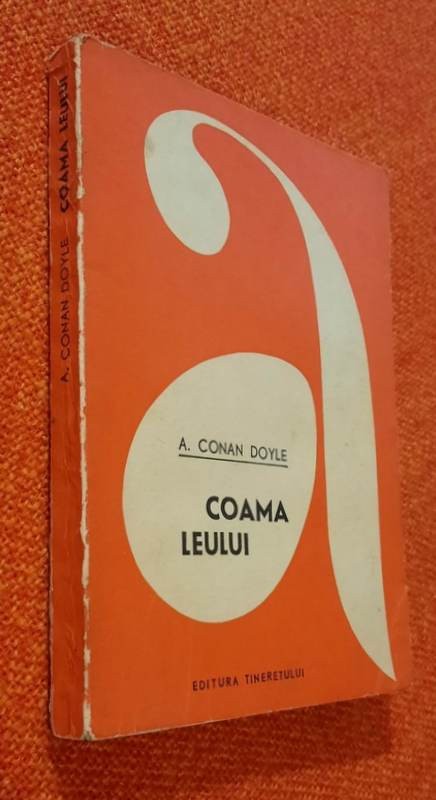 A. CONAN DOYLE COAMA LEULUI
A. CONAN DOYLE
COAMA
LEULUI
EDITURA TINERETULUI